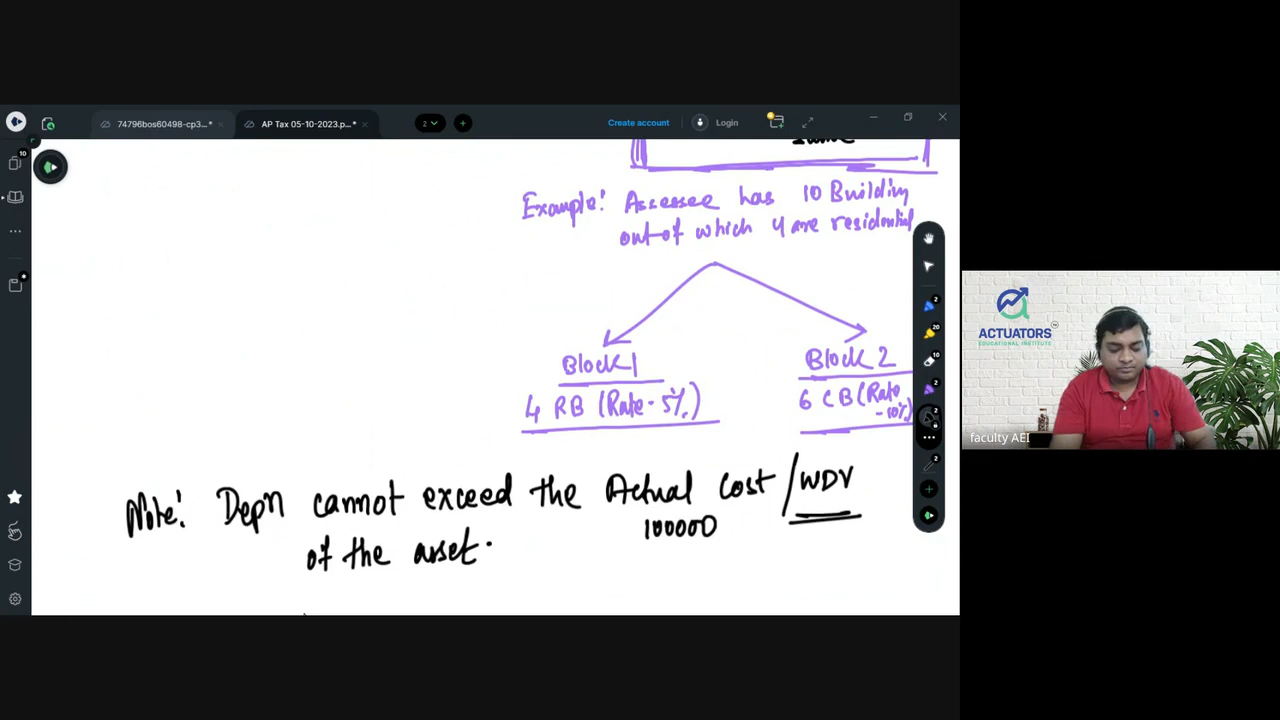 74796bos60498-cp3...*
AP Tax 05-10-2023.p...*
2
Create account
Login
Example: Assessee has 10 Building
out of which 4 are residential
Block 1
Block 2
4 RB (Rate - 5%)
6 CB (Rate
- 10%)
Note: Depn cannot exceed the Actual Cost / WDV
100000
of the asset.
ACTUATORS
EDUCATIONAL INSTITUTE
faculty AEI